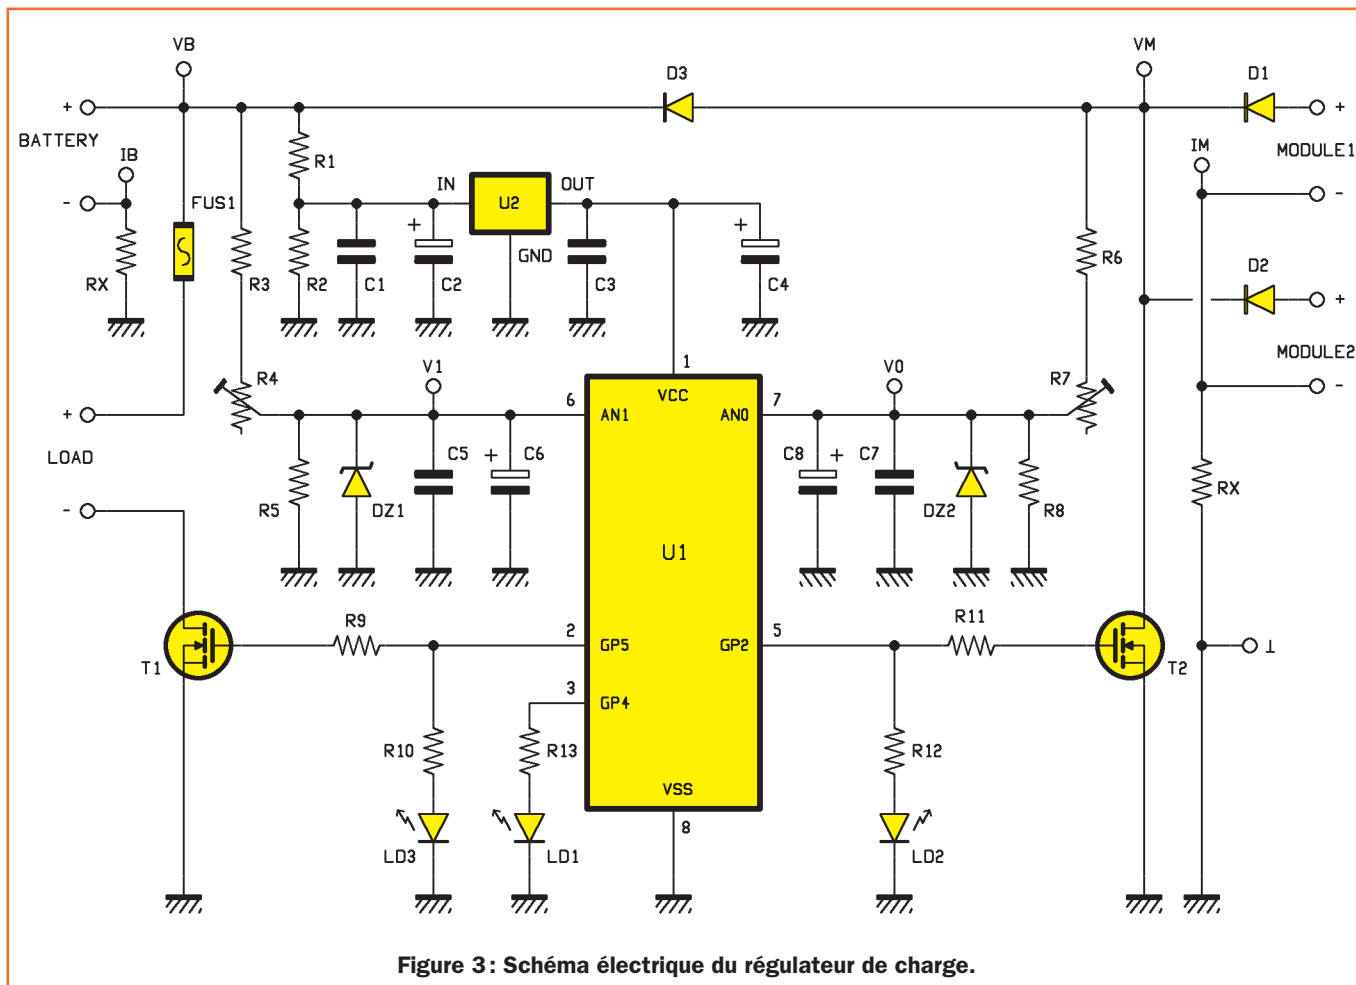 VB
VM
D3
D1
+
+
BATTERY
IB
R1
IM
MODULE1
IN
OUT
-
FUS1
U2
-
+
+
GND
RX
R3
R2
C1
C2
C3
C4
R6
D2
+
V1
1
V0
MODULE2
R4
R7
VCC
-
+
6
AN1
AN0
7
LOAD
C5
+
C6
C8
+
C7
-
R5
DZ1
DZ2
R8
RX
U1
R9
R11
2
GP5
GP2
5
T1
T2
⊥
3
GP4
R10
R13
R12
VSS
8
LD3
LD1
LD2
Figure 3: Schéma électrique du régulateur de charge.